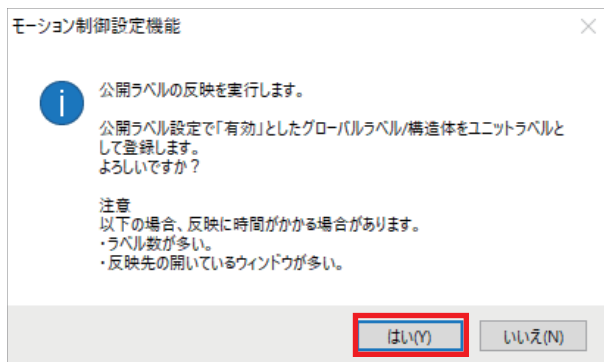 モーション制御設定機能
公開ラベルの反映を実行します。
公開ラベル設定で「有効」としたグローバルラベル/構造体をユニットラベルと
して登録します。
よろしいですか？
注意
以下の場合、反映に時間がかかる場合があります。
・ラベル数が多い。
・反映先の開いているウィンドウが多い。
はい(Y)
いいえ(N)